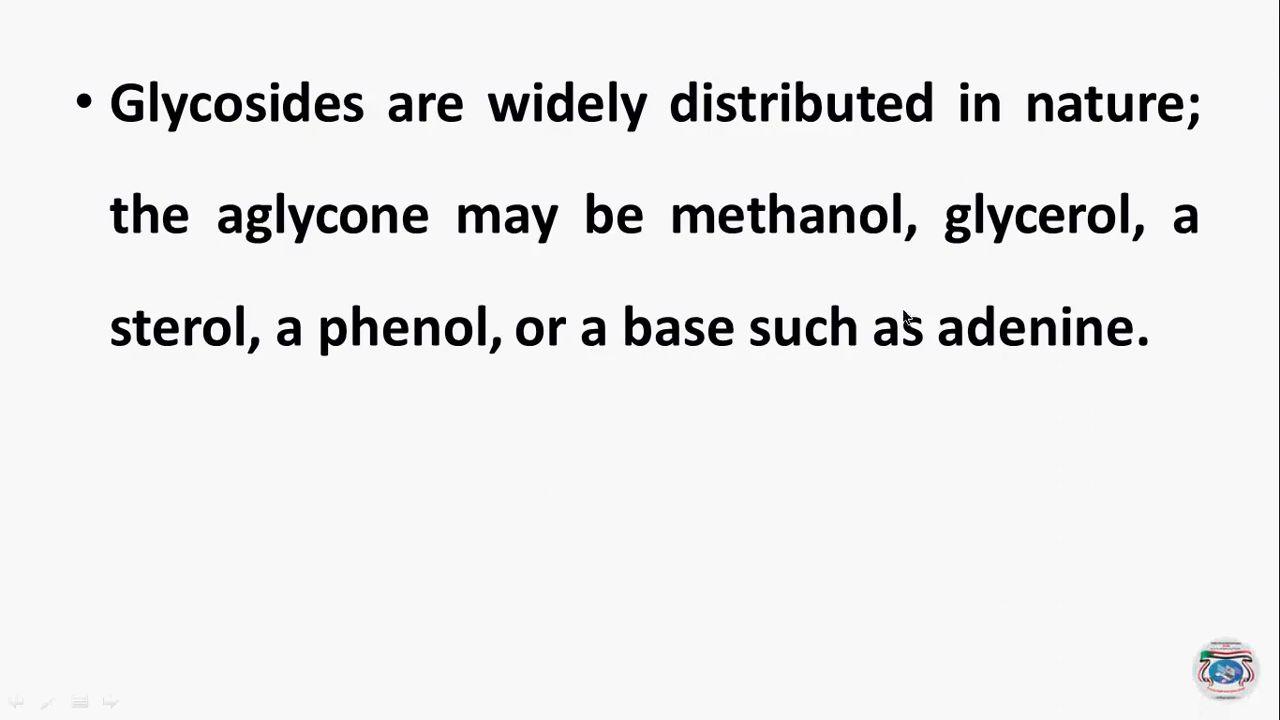 • Glycosides are widely distributed in nature;
the aglycone may be methanol, glycerol, a
sterol, a phenol, or a base such as adenine.